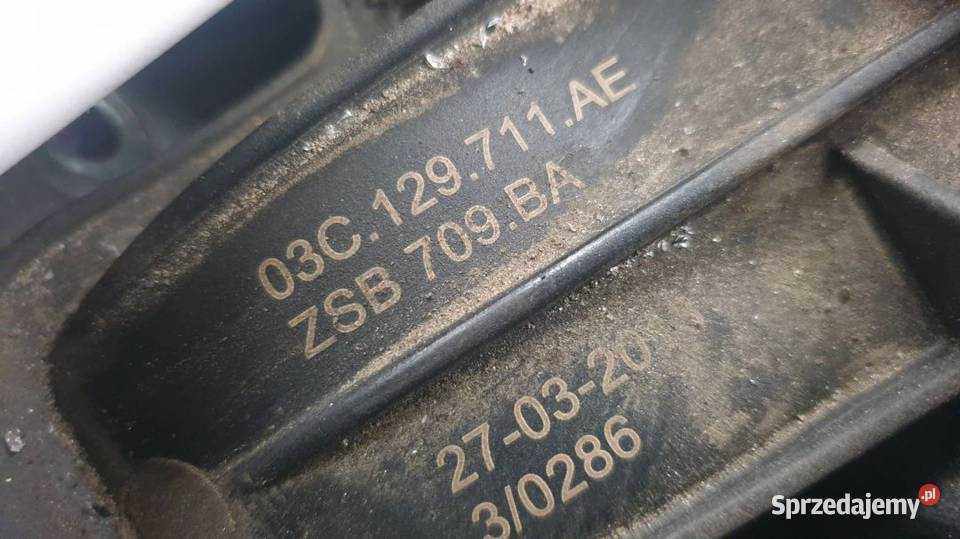 03C.129.711.AE
ZSB 709.BA
27-03-20
3/0286
Sprzedajemy.pl